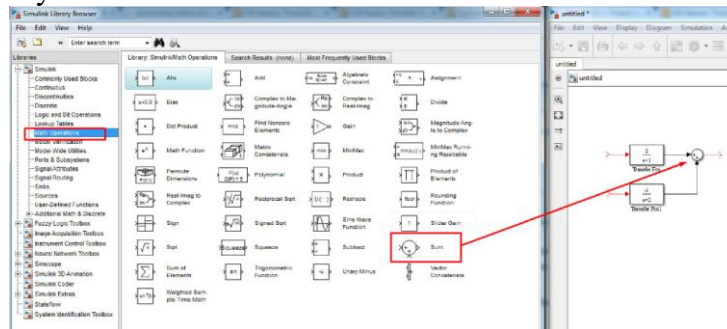 Simulink Library Browser
File Edit View Help
Enter search term
Libraries
Simulink
Commonly Used Blocks
Continuous
Discontinuities
Discrete
Logic and Bit Operations
Lookup Tables
Math Operations
Model Verification
Model-Wide Utilities
Ports & Subsystems
Signal Attributes
Signal Routing
Sinks
Sources
User-Defined Functions
Additional Math & Discrete
Fuzzy Logic Toolbox
Image Acquisition Toolbox
Instrument Control Toolbox
Neural Network Toolbox
Simscape
Simulink 3D Animation
Simulink Coder
Simulink Extras
Stateflow
System Identification Toolbox
Library: Simulink/Math Operations Search Results: (none) Most Frequently Used Blocks
Abs Add Algebraic Constraint Assignment
Bias Complex to Magnitude-Angle Complex to Real-Imag Divide
Dot Product Find Nonzero Elements Gain Magnitude-Angle to Complex
Math Function Matrix Concatenate MinMax MinMax Running Resettable
Permute Dimensions Polynomial Product Product of Elements
Real-Imag to Complex Reciprocal Sqrt Reshape Rounding Function
Sign Signed Sqrt Sine Wave Function Slider Gain
Sqrt Squeeze Subtract Sum
Sum of Elements Trigonometric Function Unary Minus Vector Concatenate
Weighted Sample Time Math
untitled *
File Edit View Display Diagram Simulation
untitled
untitled
2
s+1
Transfer Fcn
s+2
Transfer Fcn1